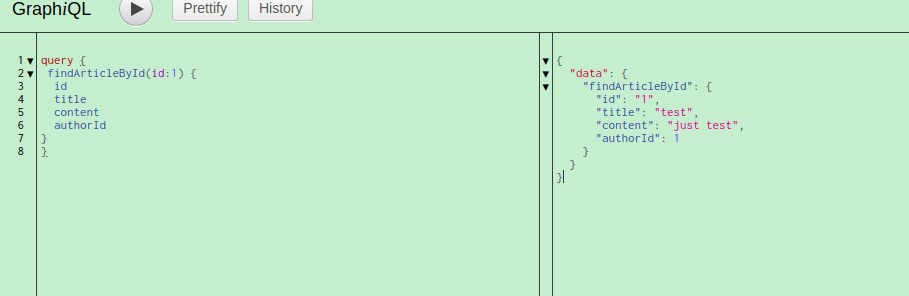 GraphiQL Prettify History
1 query {
2 findArticleById(id:1) {
3 id
4 title
5 content
6 authorId
7 }
8 }
{
"data": {
"findArticleById": {
"id": "1",
"title": "test",
"content": "just test",
"authorId": 1
}
}
}